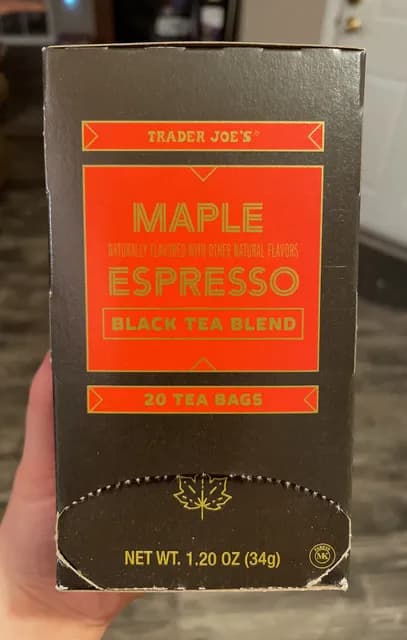 TRADER JOE'S®
MAPLE
NATURALLY FLAVORED WITH OTHER NATURAL FLAVORS
ESPRESSO
BLACK TEA BLEND
20 TEA BAGS
NET WT. 1.20 OZ (34g)
MK